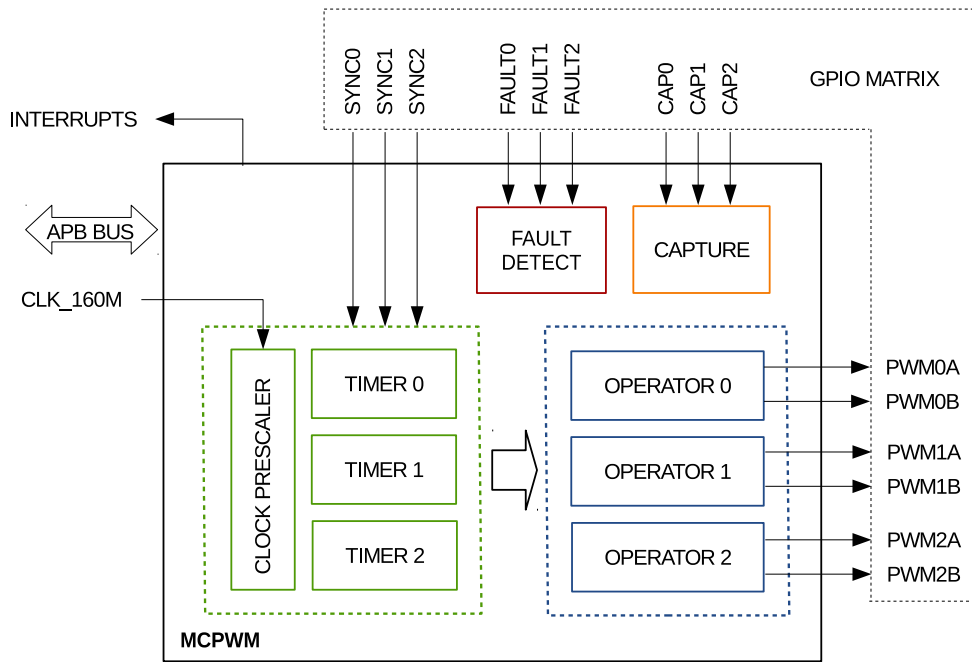 SYNC0
SYNC1
SYNC2
FAULT0
FAULT1
FAULT2
CAP0
CAP1
CAP2
GPIO MATRIX
INTERRUPTS
APB BUS
FAULT
DETECT
CAPTURE
CLK_160M
CLOCK PRESCALER
TIMER 0
TIMER 1
TIMER 2
OPERATOR 0
OPERATOR 1
OPERATOR 2
PWM0A
PWM0B
PWM1A
PWM1B
PWM2A
PWM2B
MCPWM